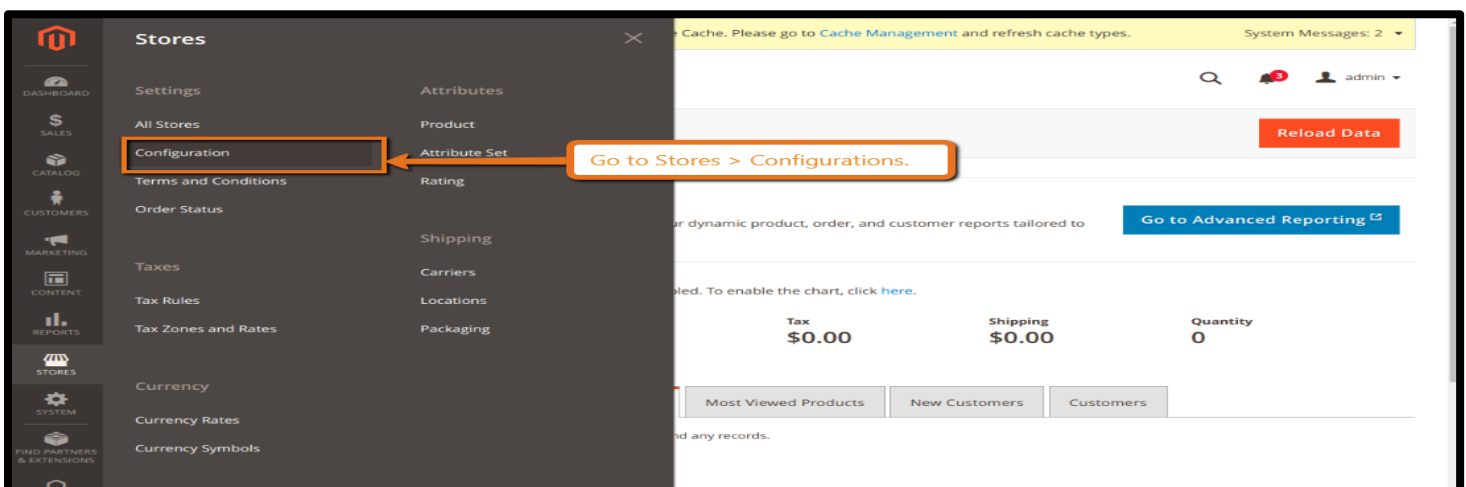 DASHBOARD
SALES
CATALOG
CUSTOMERS
MARKETING
CONTENT
REPORTS
STORES
SYSTEM
FIND PARTNERS
& EXTENSIONS
Stores
Settings
All Stores
Configuration
Terms and Conditions
Order Status
Taxes
Tax Rules
Tax Zones and Rates
Currency
Currency Rates
Currency Symbols
Attributes
Product
Attribute Set
Rating
Shipping
Carriers
Locations
Packaging
Go to Stores > Configurations.
Cache. Please go to Cache Management and refresh cache types. System Messages: 2
3 admin
Reload Data
dynamic product, order, and customer reports tailored to
Go to Advanced Reporting
To enable the chart, click here.
Tax Shipping Quantity
$0.00 $0.00 0
Most Viewed Products New Customers Customers
any records.